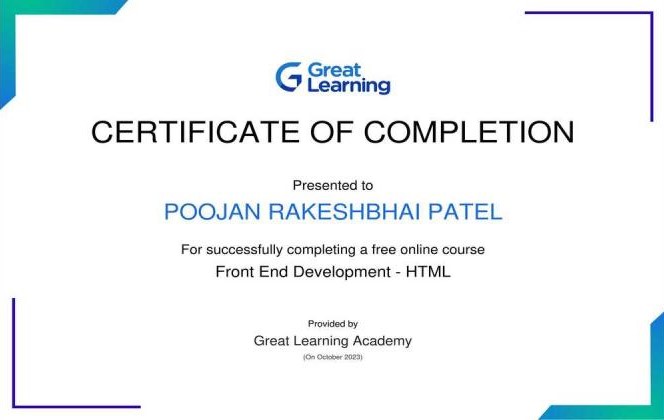 Great
Learning
CERTIFICATE OF COMPLETION
Presented to
POOJAN RAKESHBHAI PATEL
For successfully completing a free online course
Front End Development - HTML
Provided by
Great Learning Academy
(On October 2023)